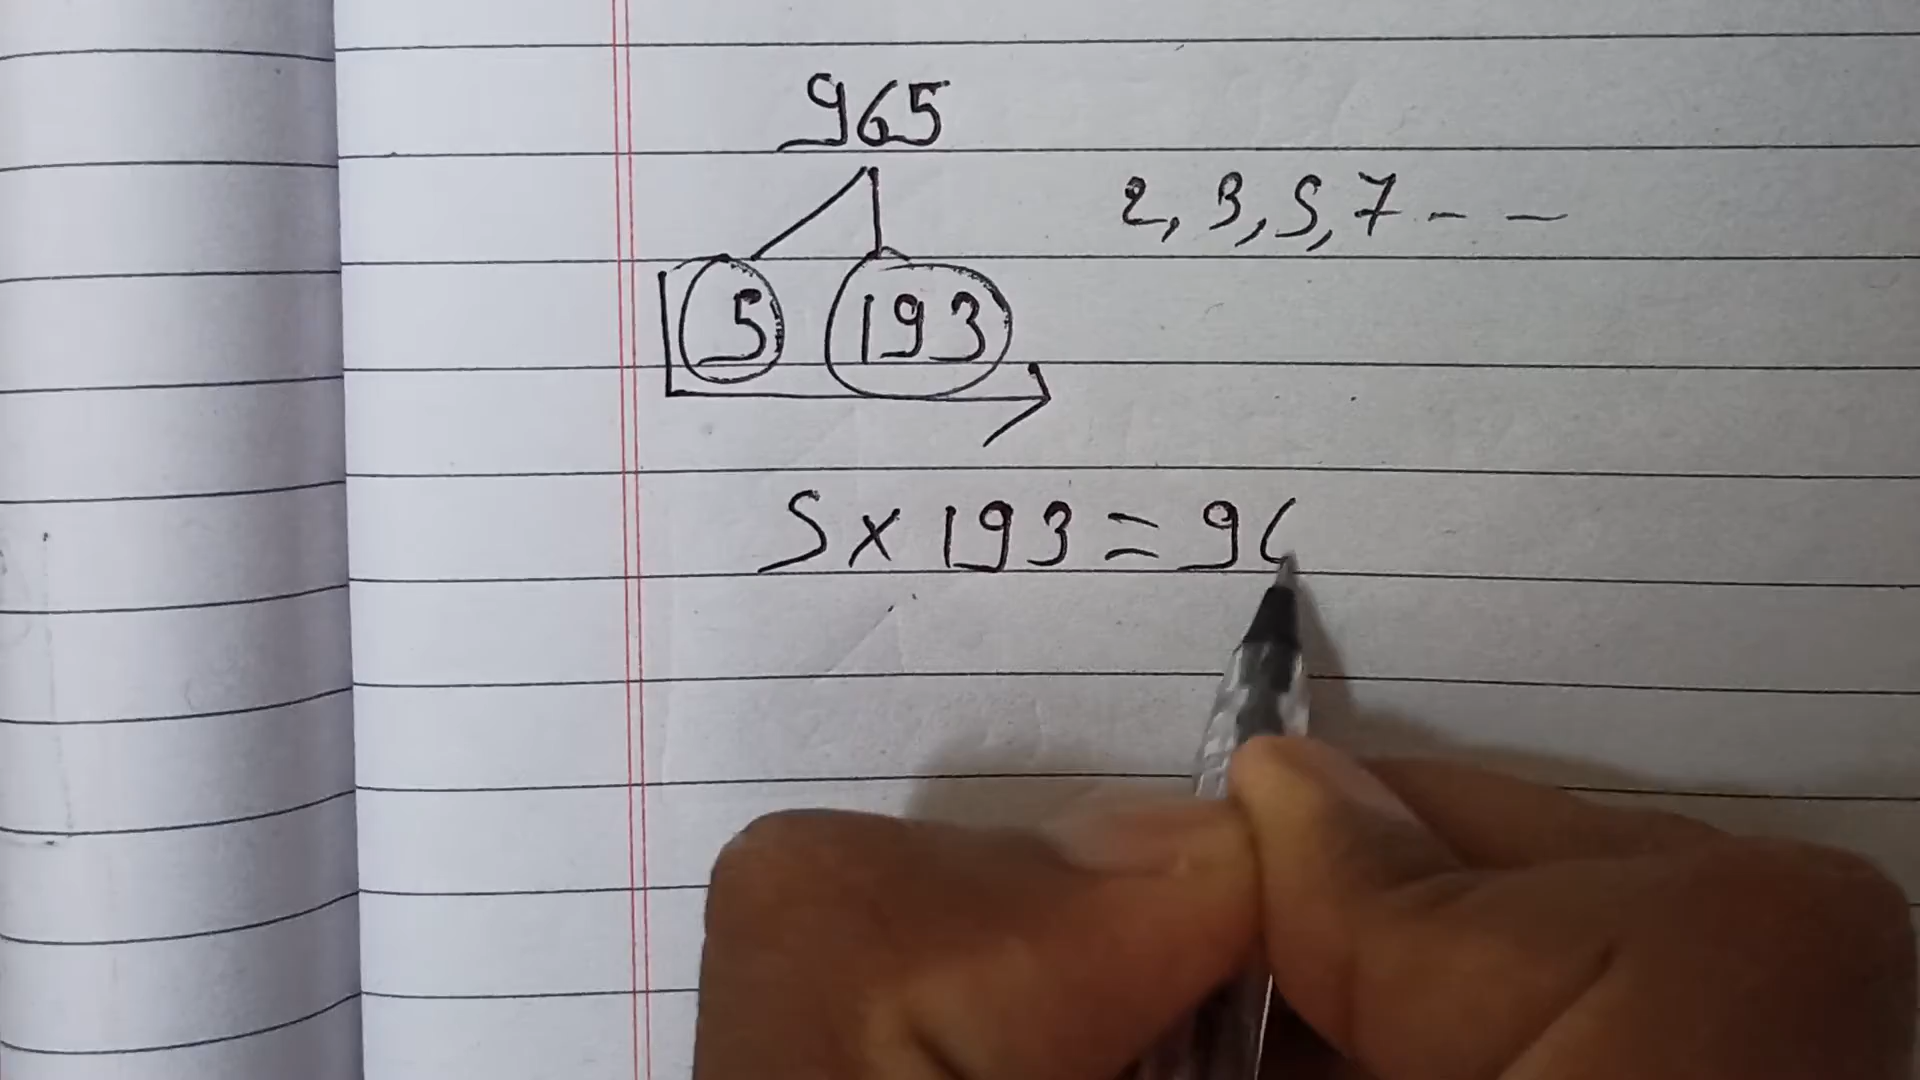 965
2, 3, 5, 7 - -
5 193
5 × 193 = 96